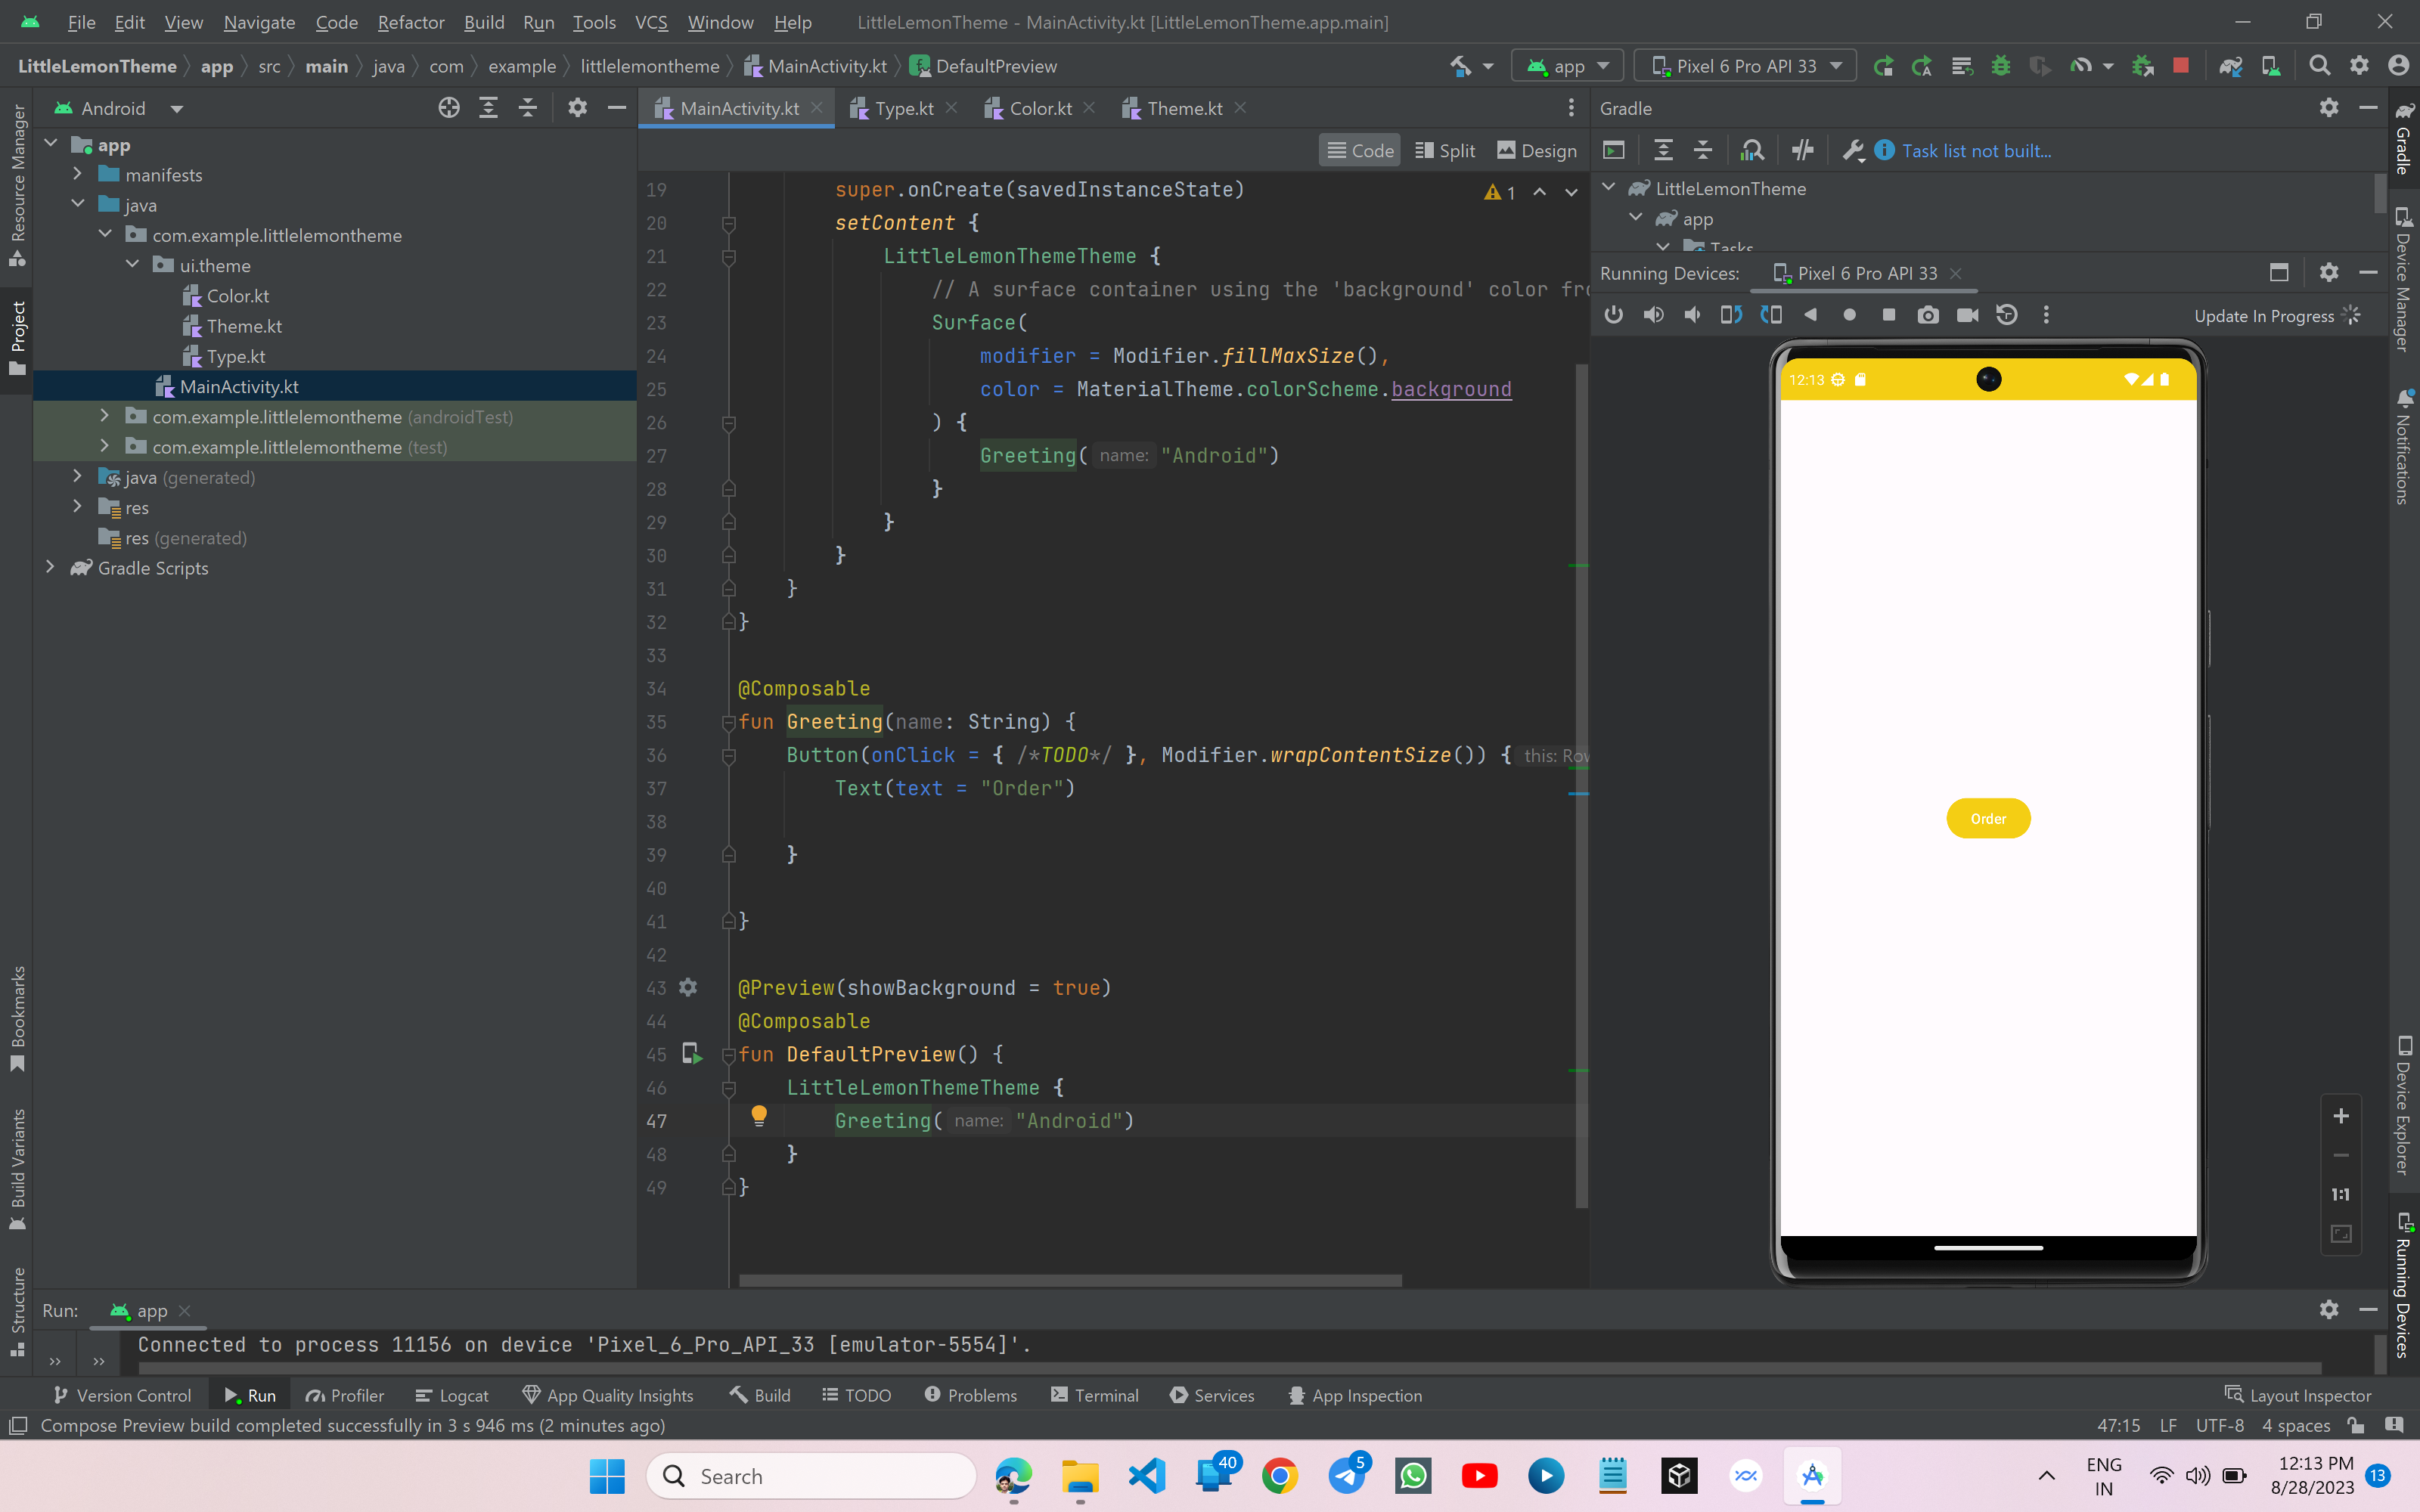 File Edit View Navigate Code Refactor Build Run Tools VCS Window Help LittleLemonTheme - MainActivity.kt [LittleLemonTheme.app.main]
LittleLemonTheme app src main java com example littlelemontheme MainActivity.kt DefaultPreview app Pixel 6 Pro API 33
Android
MainActivity.kt Type.kt Color.kt Theme.kt
Gradle
Code Split Design
Task list not built...
Resource Manager
Project
Bookmarks
Build Variants
Structure
app
manifests
java
com.example.littlelemontheme
ui.theme
Color.kt
Theme.kt
Type.kt
MainActivity.kt
com.example.littlelemontheme (androidTest)
com.example.littlelemontheme (test)
java (generated)
res
res (generated)
Gradle Scripts
1
19 super.onCreate(savedInstanceState)
20 setContent {
21 LittleLemonThemeTheme {
22 // A surface container using the 'background' color fro
23 Surface(
24 modifier = Modifier.fillMaxSize(),
25 color = MaterialTheme.colorScheme.background
26 ) {
27 Greeting( name: "Android")
28 }
29 }
30 }
31 }
32 }
33
34 @Composable
35 fun Greeting(name: String) {
36 Button(onClick = { /*TODO*/ }, Modifier.wrapContentSize()) { this: Row
37 Text(text = "Order")
38
39 }
40
41 }
42
43 @Preview(showBackground = true)
44 @Composable
45 fun DefaultPreview() {
46 LittleLemonThemeTheme {
47 Greeting( name: "Android")
48 }
49 }
LittleLemonTheme
app
Tasks
Running Devices: Pixel 6 Pro API 33
Update In Progress
12:13
Order
1:1
Gradle
Device Manager
Notifications
Device Explorer
Running Devices
Run: app
Connected to process 11156 on device 'Pixel_6_Pro_API_33 [emulator-5554]'.
Version Control Run Profiler Logcat App Quality Insights Build TODO Problems Terminal Services App Inspection Layout Inspector
Compose Preview build completed successfully in 3 s 946 ms (2 minutes ago) 47:15 LF UTF-8 4 spaces
Search 40 5
ENG
IN
12:13 PM
8/28/2023
13